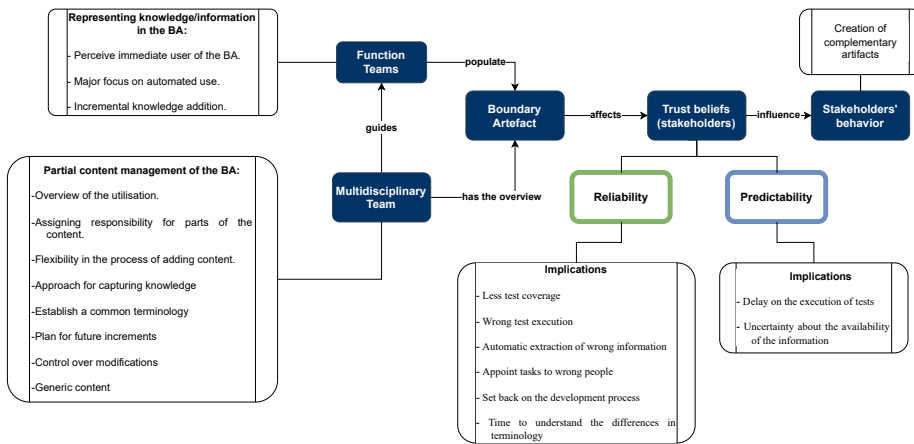 Representing knowledge/information
in the BA:
- Perceive immediate user of the BA.
- Major focus on automated use.
- Incremental knowledge addition.
Function
Teams
populate
guides
Boundary
Artefact
affects
Trust beliefs
(stakeholders)
influence
Stakeholders'
behavior
Creation of
complementary
artifacts
Partial content management of the BA:
-Overview of the utilisation.
-Assigning responsibility for parts of the
content.
-Flexibility in the process of adding content.
-Approach for capturing knowledge
-Establish a common terminology
-Plan for future increments
-Control over modifications
-Generic content
Multidisciplinary
Team
has the overview
Reliability
Predictability
Implications
- Less test coverage
- Wrong test execution
- Automatic extraction of wrong information
- Appoint tasks to wrong people
- Set back on the development process
- Time to understand the differences in
terminology
Implications
- Delay on the execution of tests
- Uncertainty about the availability
of the information